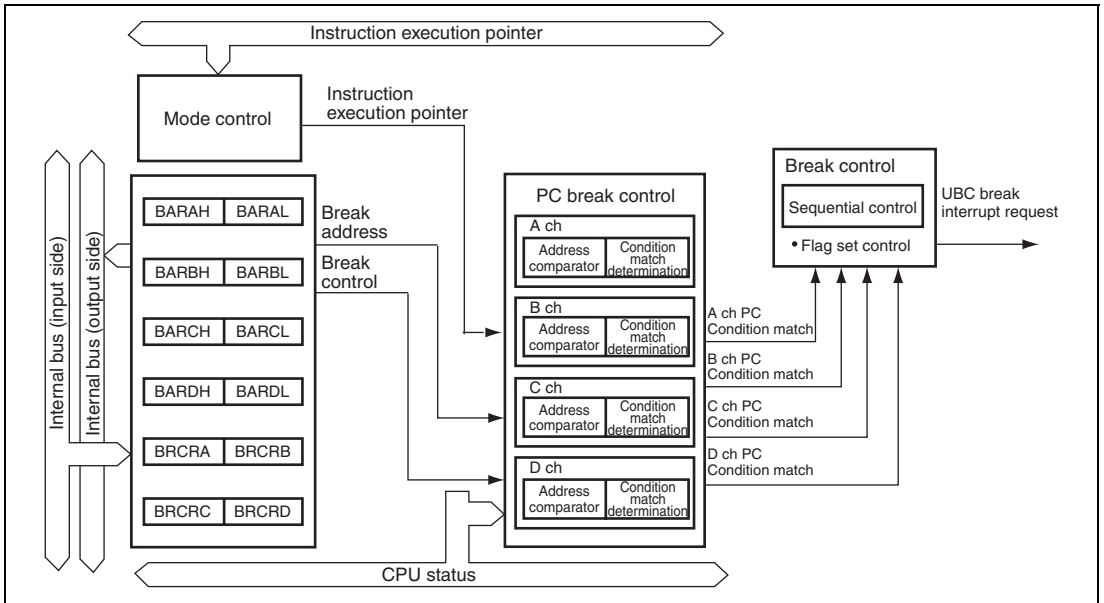 Instruction execution pointer
Mode control
Instruction
execution pointer
Internal bus (input side)
Internal bus (output side)
BARAH BARAL
BARBH BARBL
BARCH BARCL
BARDH BARDL
BRCRA BRCRB
BRCRC BRCRD
Break
address
Break
control
PC break control
A ch
Address
comparator
Condition
match
determination
B ch
Address
comparator
Condition
match
determination
C ch
Address
comparator
Condition
match
determination
D ch
Address
comparator
Condition
match
determination
CPU status
A ch PC
Condition match
B ch PC
Condition match
C ch PC
Condition match
D ch PC
Condition match
Break control
Sequential control
• Flag set control
UBC break
interrupt request